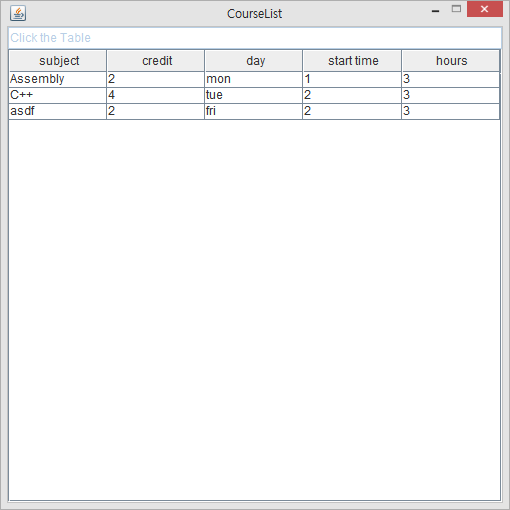 CourseList
Click the Table
subject credit day start time hours
Assembly 2 mon 1 3
C++ 4 tue 2 3
asdf 2 fri 2 3